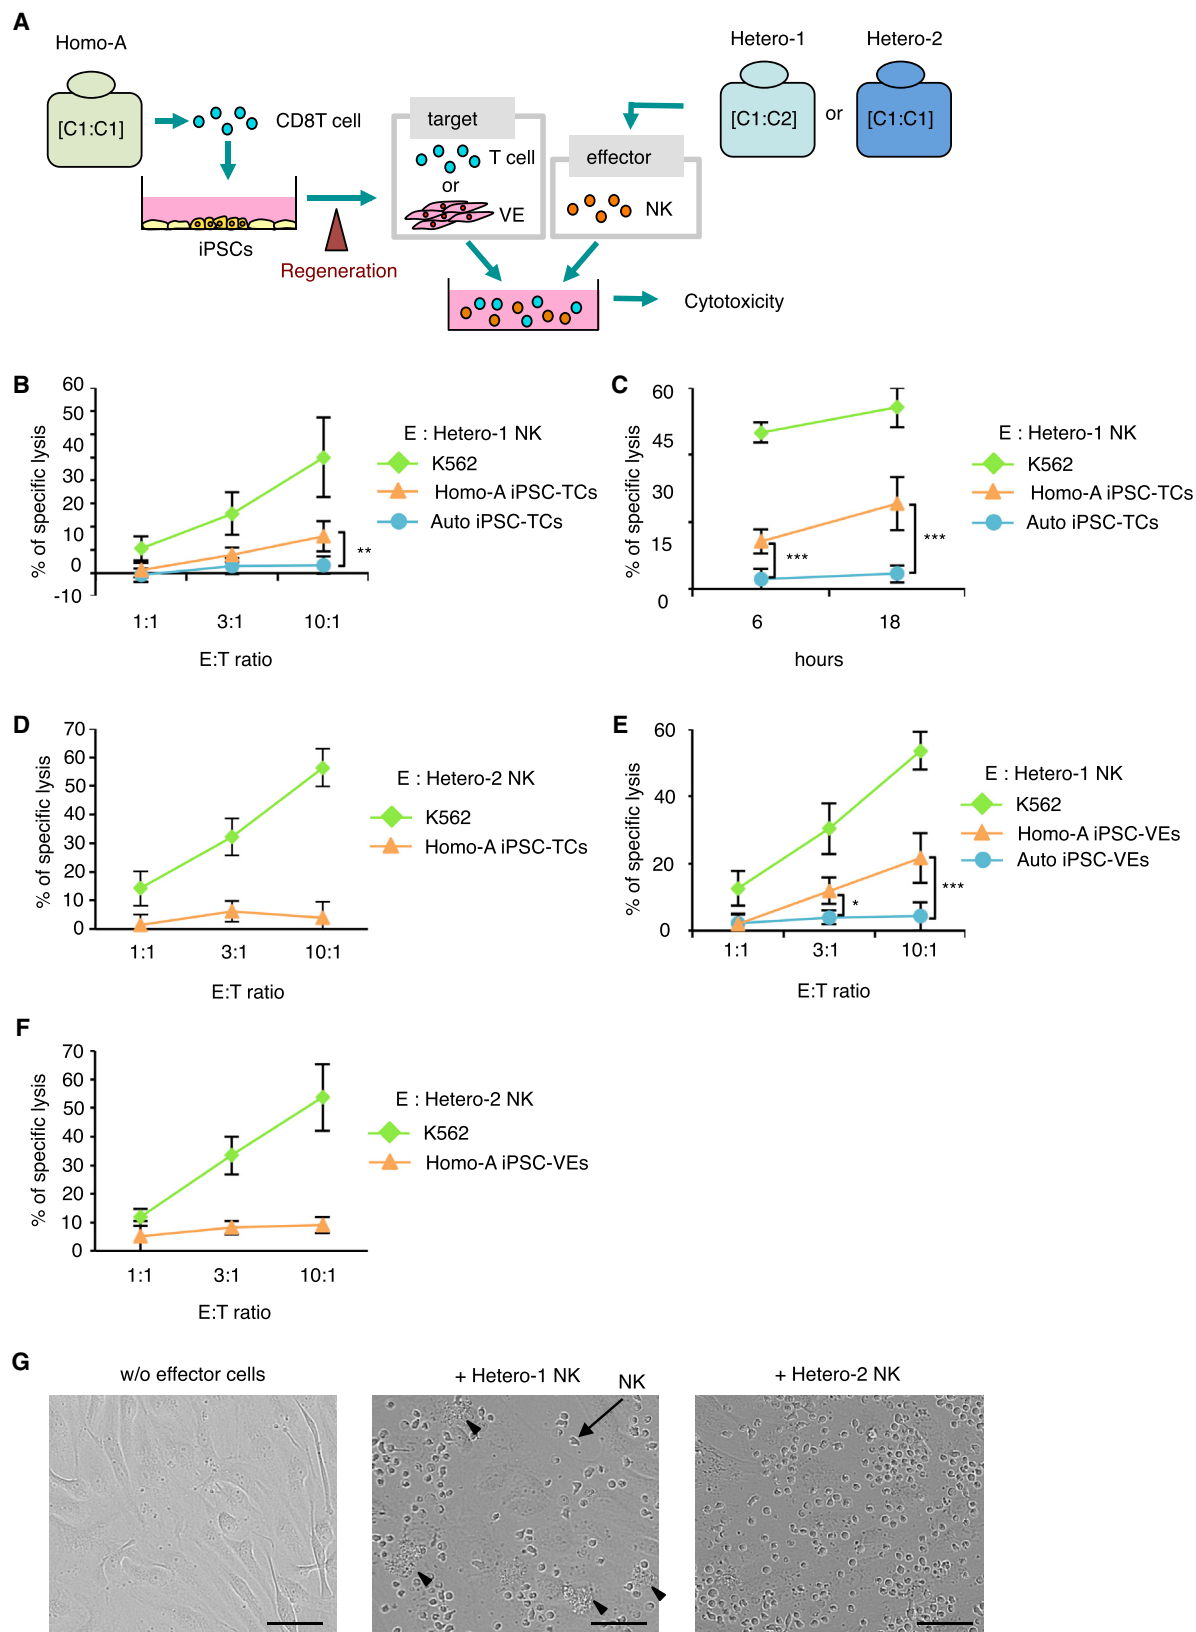 A
Homo-A
Hetero-1
Hetero-2
[C1:C1]
CD8T cell
target
T cell
or
VE
effector
NK
[C1:C2]
or
[C1:C1]
iPSCs
Regeneration
Cytotoxicity
B
% of specific lysis
60
50
40
30
20
10
0
-10
1:1
3:1
10:1
E:T ratio
**
E : Hetero-1 NK
K562
Homo-A iPSC-TCs
Auto iPSC-TCs
C
% of specific lysis
60
45
30
15
0
6
18
hours
***
***
E : Hetero-1 NK
K562
Homo-A iPSC-TCs
Auto iPSC-TCs
D
% of specific lysis
70
60
50
40
30
20
10
0
1:1
3:1
10:1
E:T ratio
E : Hetero-2 NK
K562
Homo-A iPSC-TCs
E
% of specific lysis
60
40
20
0
1:1
3:1
10:1
E:T ratio
*
***
E : Hetero-1 NK
K562
Homo-A iPSC-VEs
Auto iPSC-VEs
F
% of specific lysis
70
60
50
40
30
20
10
0
1:1
3:1
10:1
E:T ratio
E : Hetero-2 NK
K562
Homo-A iPSC-VEs
G
w/o effector cells
+ Hetero-1 NK
NK
+ Hetero-2 NK